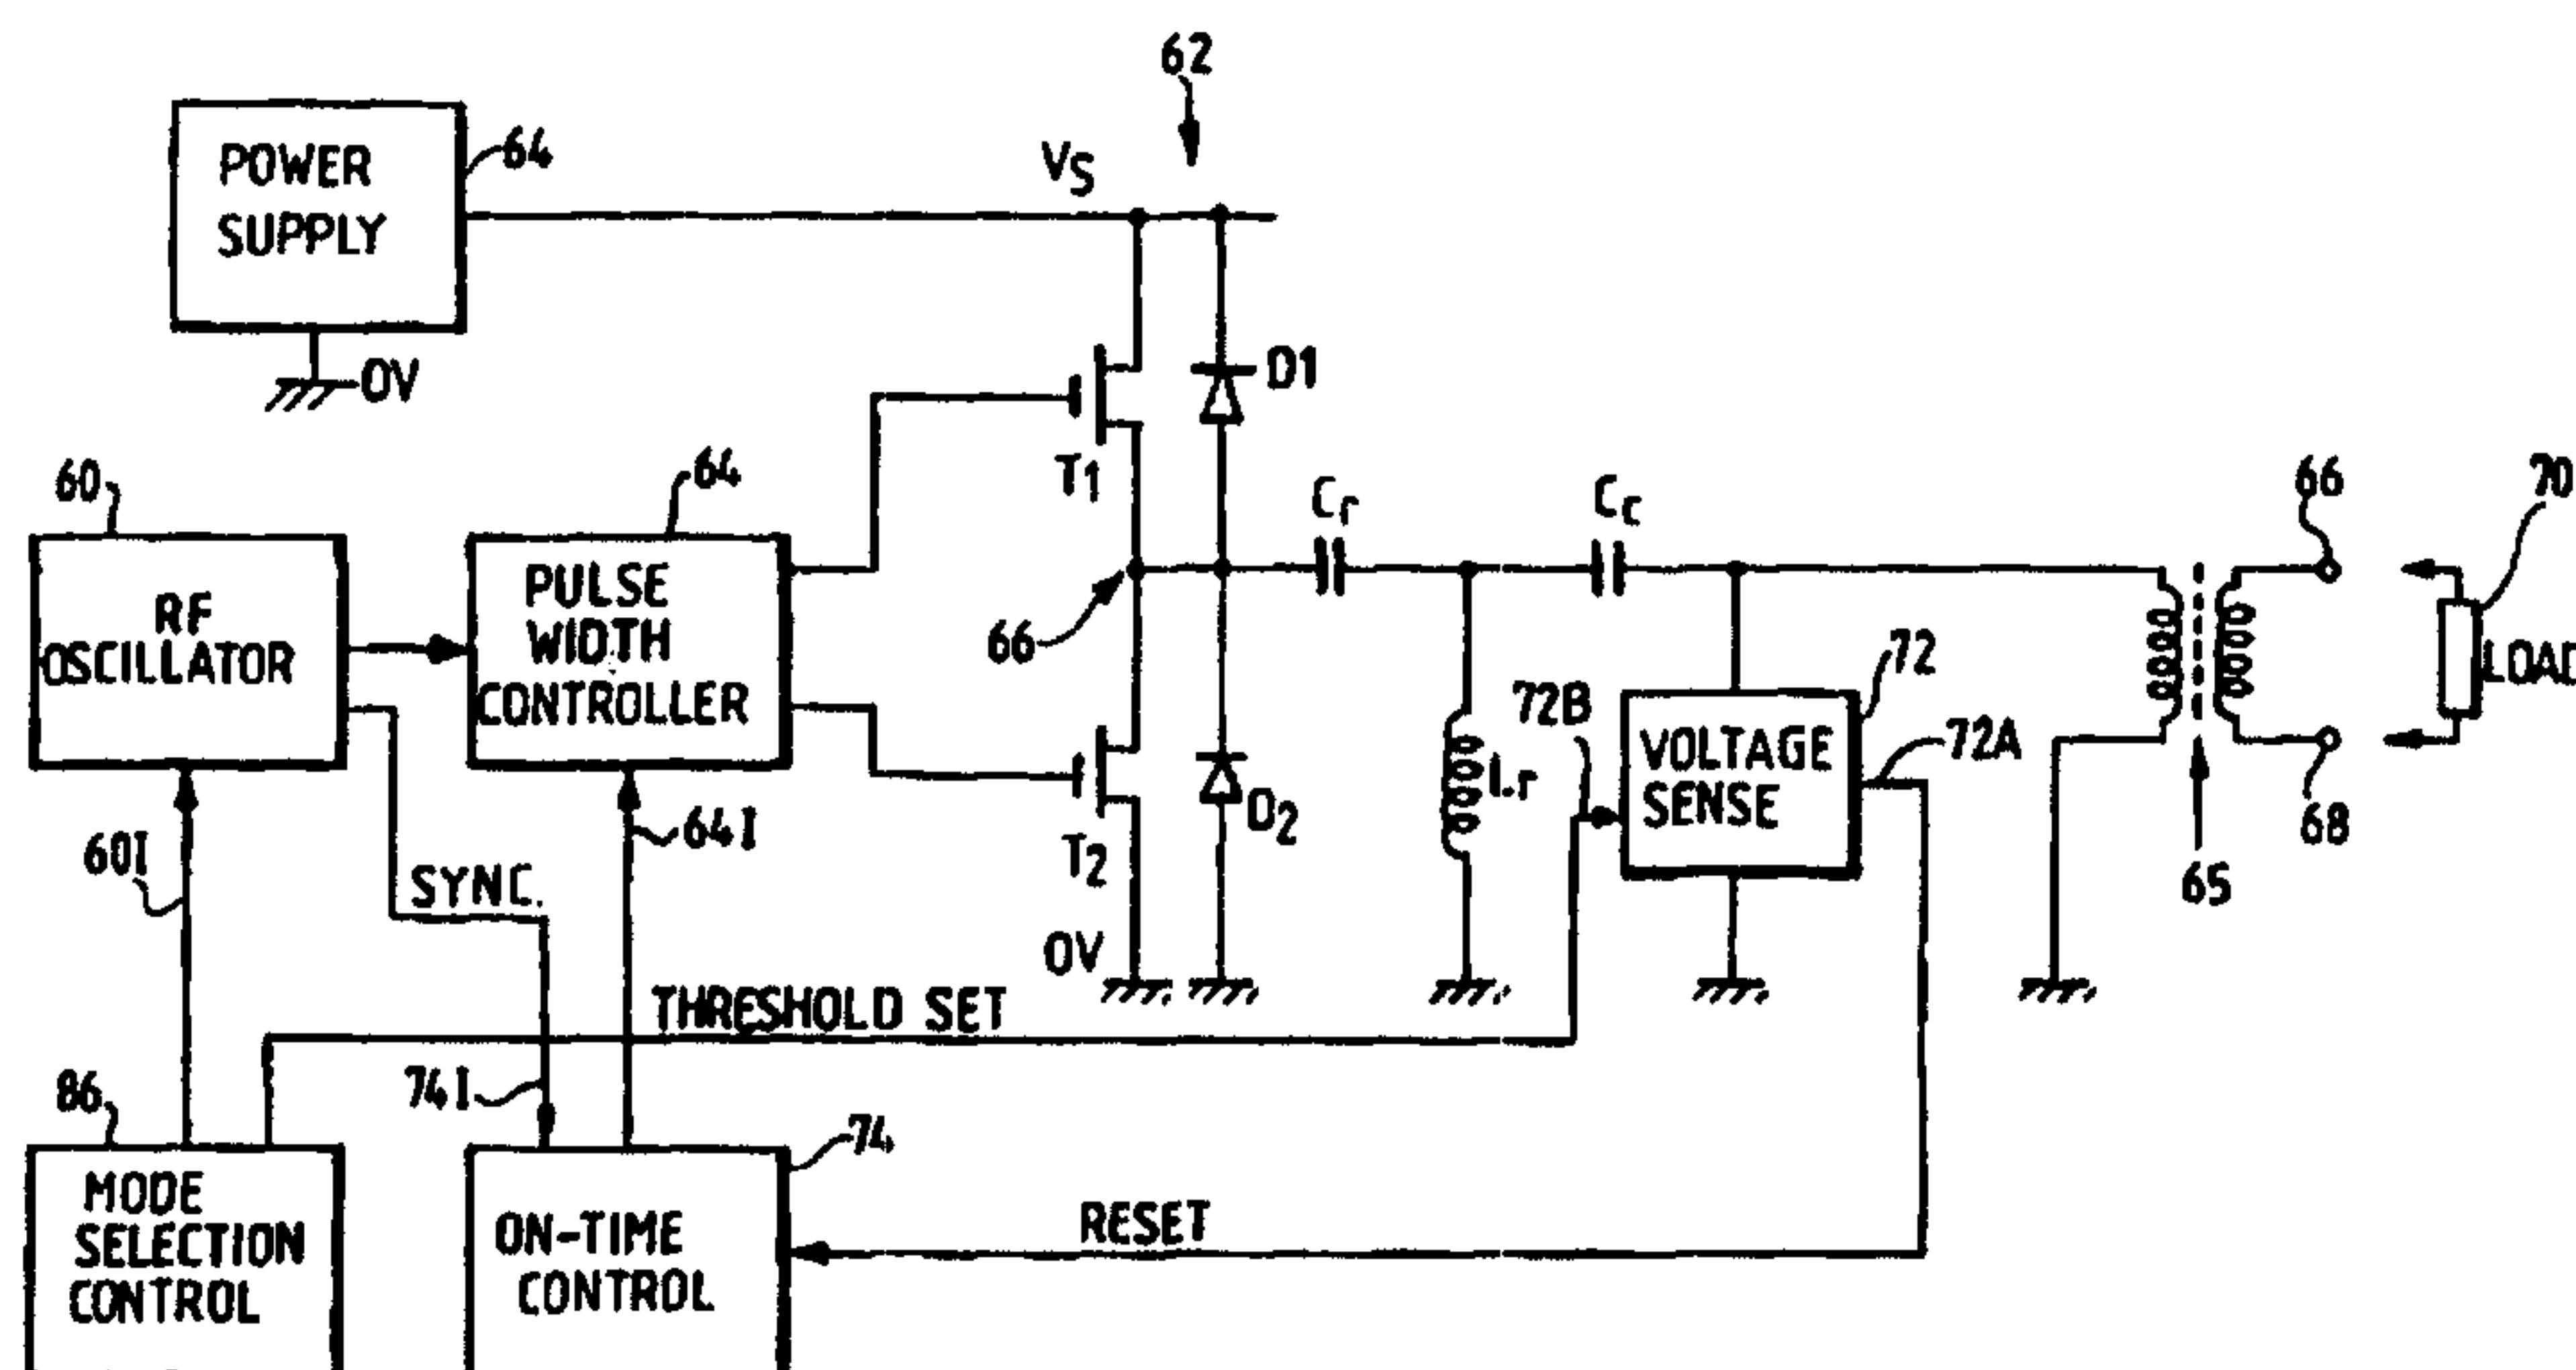 62
POWER
SUPPLY
64
VS
0V
D1
T1
60
64
Cr
Cc
66
70
RF
OSCILLATOR
PULSE
WIDTH
CONTROLLER
66
72
72B
VOLTAGE
SENSE
72A
LOAD
Lr
D2
T2
68
65
60I
64I
SYNC.
0V
THRESHOLD SET
86
74I
74
MODE
SELECTION
CONTROL
ON-TIME
CONTROL
RESET